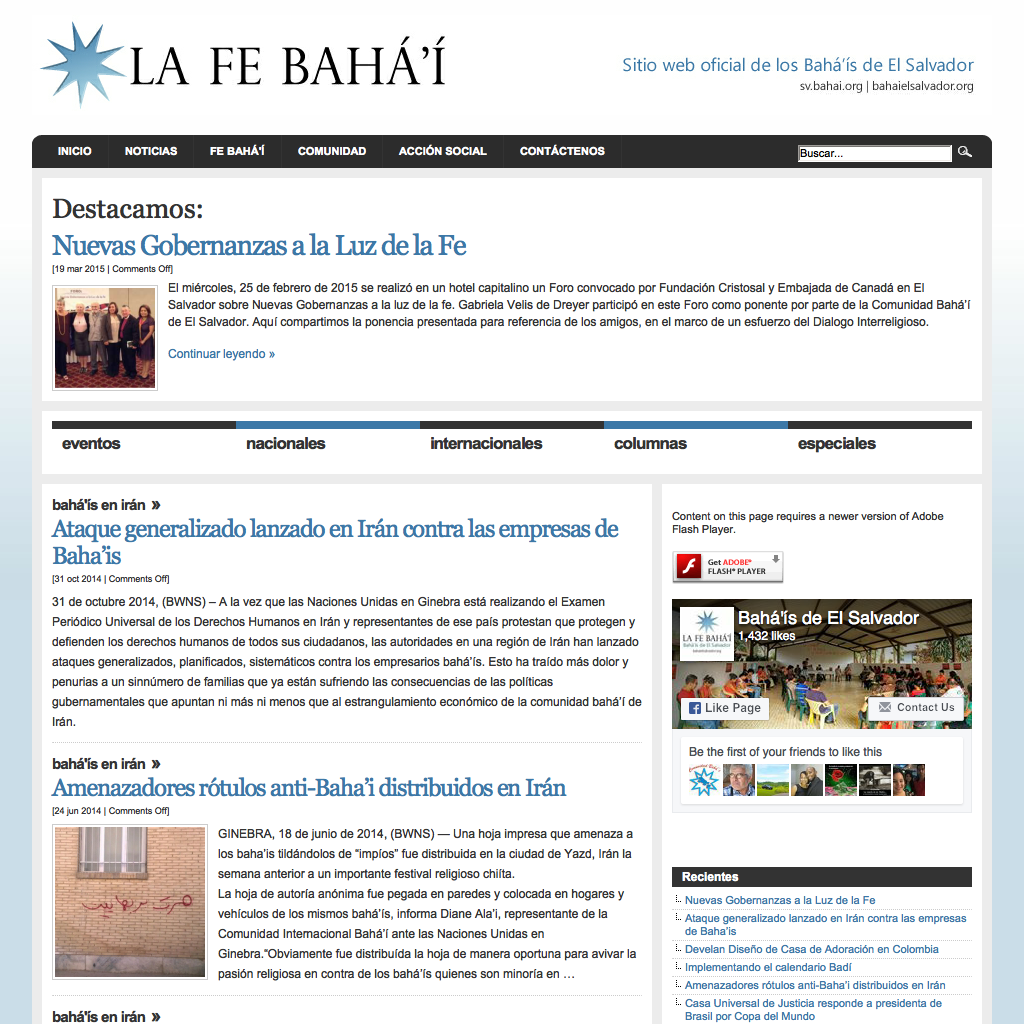 LA FE BAHÁ’Í
Sitio web oficial de los Bahá’ís de El Salvador
sv.bahai.org | bahaielsalvador.org
INICIO
NOTICIAS
FE BAHÁ'Í
COMUNIDAD
ACCIÓN SOCIAL
CONTÁCTENOS
Buscar...
Destacamos:
Nuevas Gobernanzas a la Luz de la Fe
[19 mar 2015 | Comments Off]
El miércoles, 25 de febrero de 2015 se realizó en un hotel capitalino un Foro convocado por Fundación Cristosal y Embajada de Canadá en El
Salvador sobre Nuevas Gobernanzas a la luz de la fe. Gabriela Velis de Dreyer participó en este Foro como ponente por parte de la Comunidad Bahá’í
de El Salvador. Aquí compartimos la ponencia presentada para referencia de los amigos, en el marco de un esfuerzo del Dialogo Interreligioso.
Continuar leyendo »
eventos
nacionales
internacionales
columnas
especiales
bahá'ís en irán »
Ataque generalizado lanzado en Irán contra las empresas de
Baha’is
[31 oct 2014 | Comments Off]
31 de octubre 2014, (BWNS) – A la vez que las Naciones Unidas en Ginebra está realizando el Examen
Periódico Universal de los Derechos Humanos en Irán y representantes de ese país protestan que protegen y
defienden los derechos humanos de todos sus ciudadanos, las autoridades en una región de Irán han lanzado
ataques generalizados, planificados, sistemáticos contra los empresarios bahá’ís. Esto ha traído más dolor y
penurias a un sinnúmero de familias que ya están sufriendo las consecuencias de las políticas
gubernamentales que apuntan ni más ni menos que al estrangulamiento económico de la comunidad bahá’í de
Irán.
bahá'ís en irán »
Amenazadores rótulos anti-Baha’i distribuidos en Irán
[24 jun 2014 | Comments Off]
GINEBRA, 18 de junio de 2014, (BWNS) — Una hoja impresa que amenaza a
los baha’is tildándolos de “impíos” fue distribuida en la ciudad de Yazd, Irán la
semana anterior a un importante festival religioso chiíta.
La hoja de autoría anónima fue pegada en paredes y colocada en hogares y
vehículos de los mismos bahá’ís, informa Diane Ala’i, representante de la
Comunidad Internacional Bahá’í ante las Naciones Unidas en
Ginebra.“Obviamente fue distribuída la hoja de manera oportuna para avivar la
pasión religiosa en contra de los bahá’ís quienes son minoría en …
bahá'ís en irán »
Content on this page requires a newer version of Adobe
Flash Player.
Get ADOBE®
FLASH® PLAYER
LA FE BAHÁ'Í
Bahá'ís de El Salvador
Bahá'ís de El Salvador
1,432 likes
Like Page
Contact Us
Be the first of your friends to like this
Recientes
Nuevas Gobernanzas a la Luz de la Fe
Ataque generalizado lanzado en Irán contra las empresas
de Baha’is
Develan Diseño de Casa de Adoración en Colombia
Implementando el calendario Badí
Amenazadores rótulos anti-Baha’i distribuidos en Irán
Casa Universal de Justicia responde a presidenta de
Brasil por Copa del Mundo